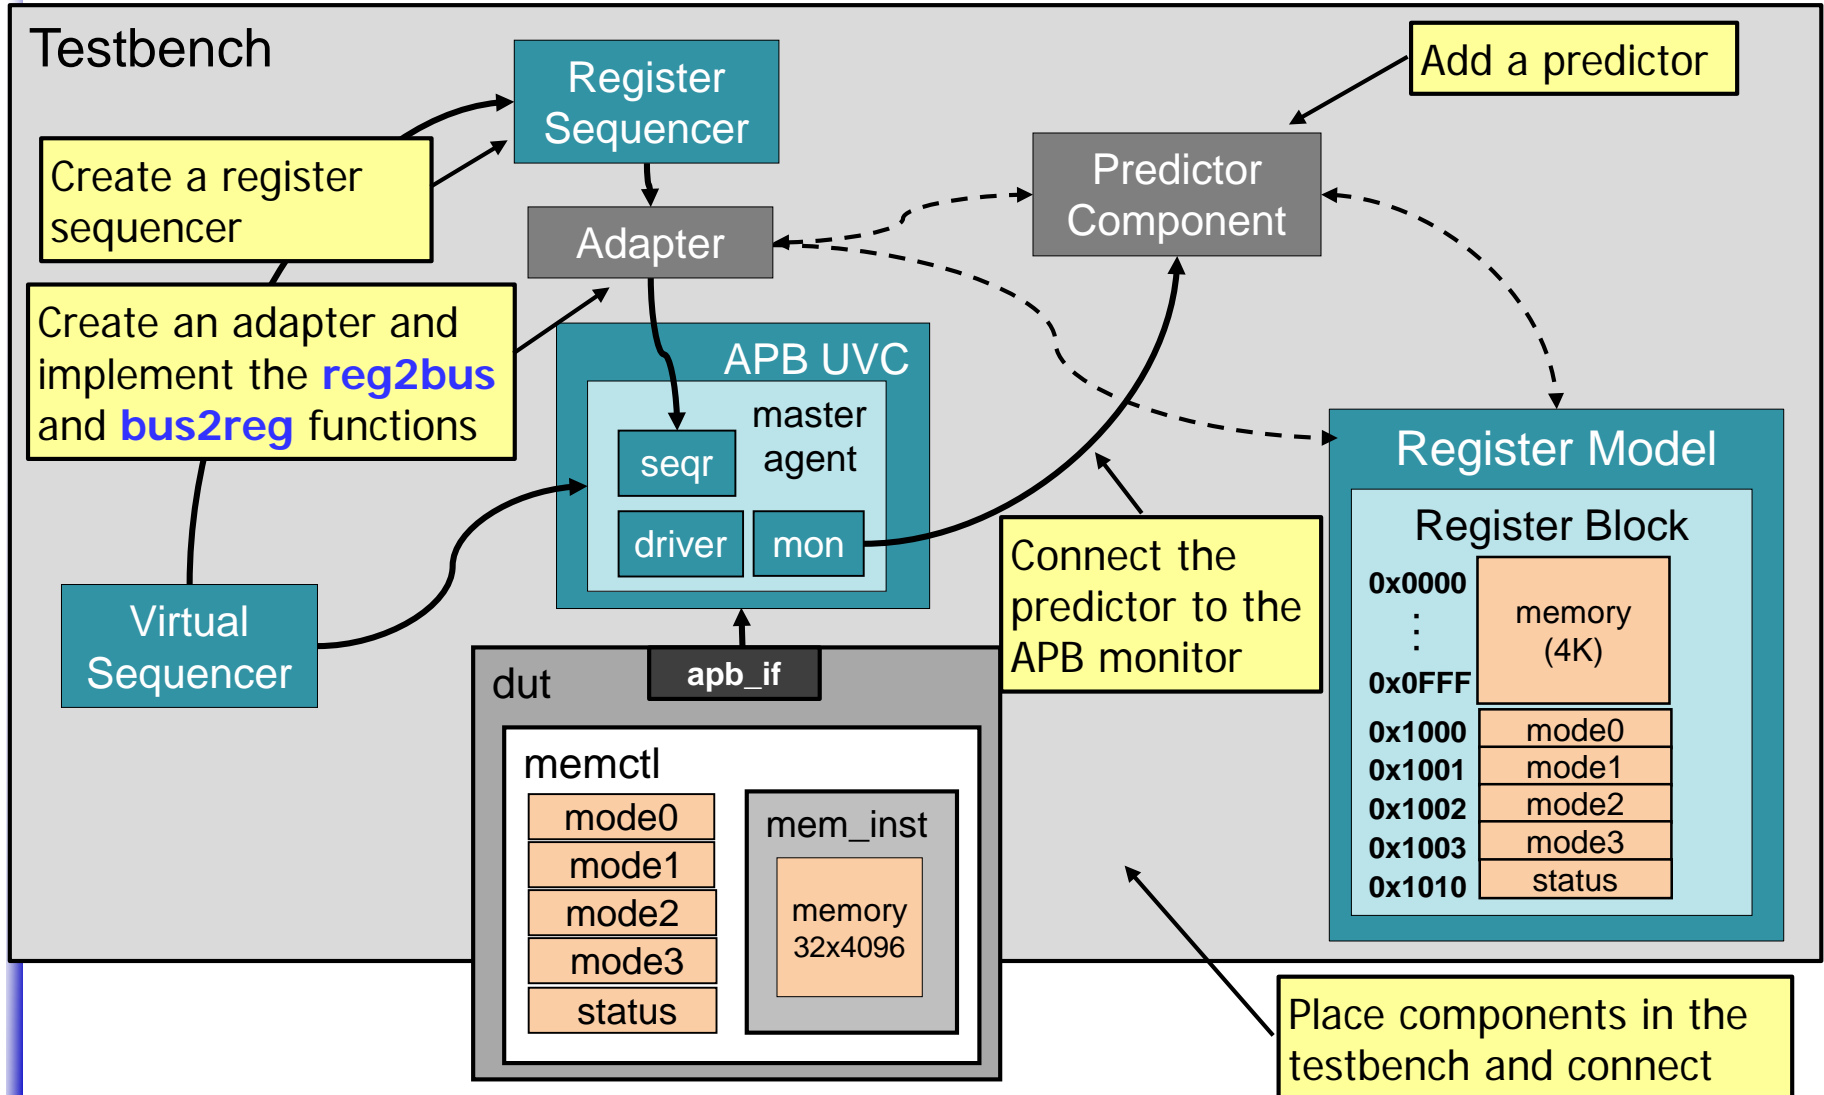 Testbench
Register
Sequencer
Add a predictor
Create a register
sequencer
Adapter
Predictor
Component
Create an adapter and
implement the reg2bus
and bus2reg functions
APB UVC
master
agent
seqr
driver
mon
Virtual
Sequencer
Connect the
predictor to the
APB monitor
Register Model
Register Block
0x0000
⋮
0x0FFF
memory
(4K)
0x1000 mode0
0x1001 mode1
0x1002 mode2
0x1003 mode3
0x1010 status
dut
apb_if
memctl
mode0
mode1
mode2
mode3
status
mem_inst
memory
32x4096
Place components in the
testbench and connect